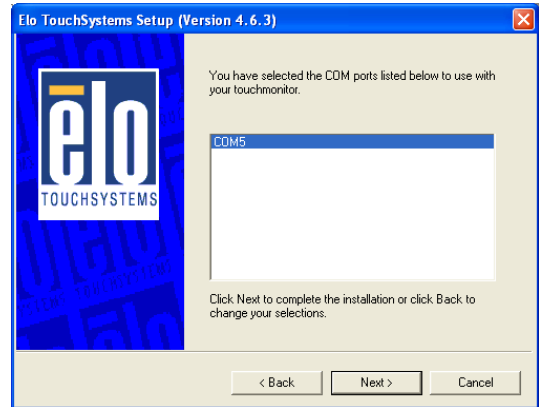 Elo TouchSystems Setup (Version 4.6.3)
You have selected the COM ports listed below to use with
your touchmonitor.
COM5
elo
TOUCHSYSTEMS
Click Next to complete the installation or click Back to
change your selections.
< Back
Next >
Cancel